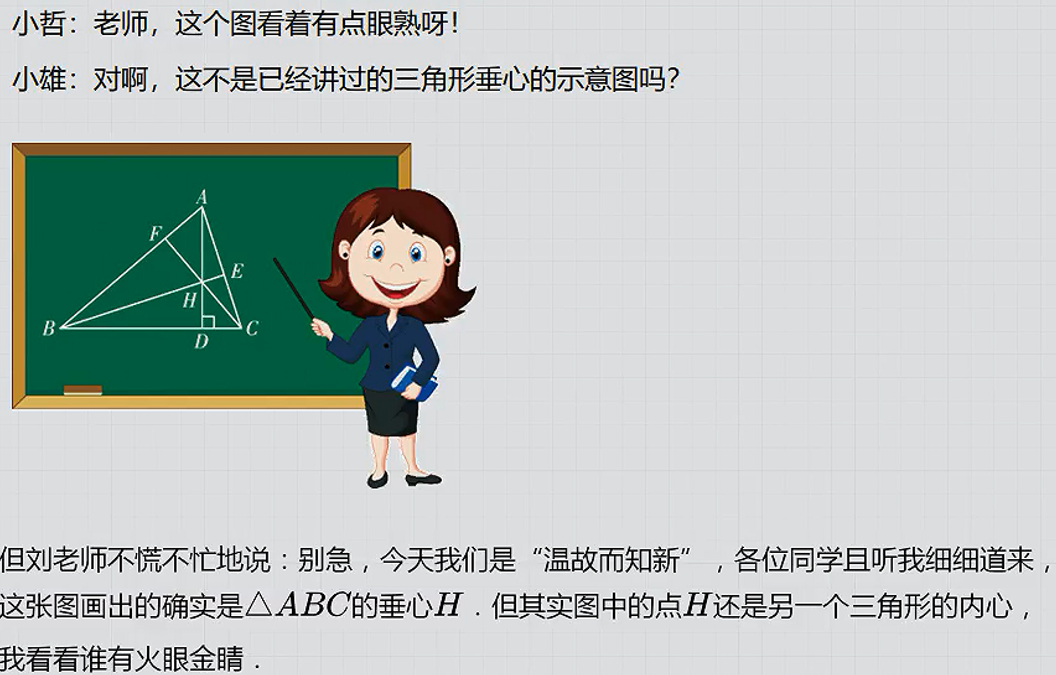 小哲：老师，这个图看着有点眼熟呀！
小雄：对啊，这不是已经讲过的三角形垂心的示意图吗？
A
F
E
H
B
C
D
但刘老师不慌不忙地说：别急，今天我们是“温故而知新”，各位同学且听我细细道来，
这张图画出的确实是△ABC的垂心H．但其实图中的点H还是另一个三角形的内心，
我看看谁有火眼金睛．